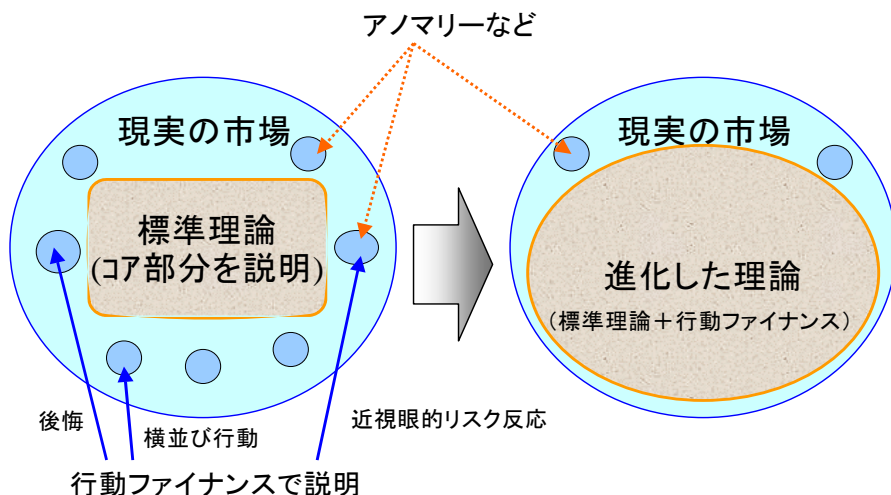 アノマリーなど
現実の市場
標準理論
(コア部分を説明)
後悔
横並び行動
近視眼的リスク反応
行動ファイナンスで説明
現実の市場
進化した理論
（標準理論＋行動ファイナンス）